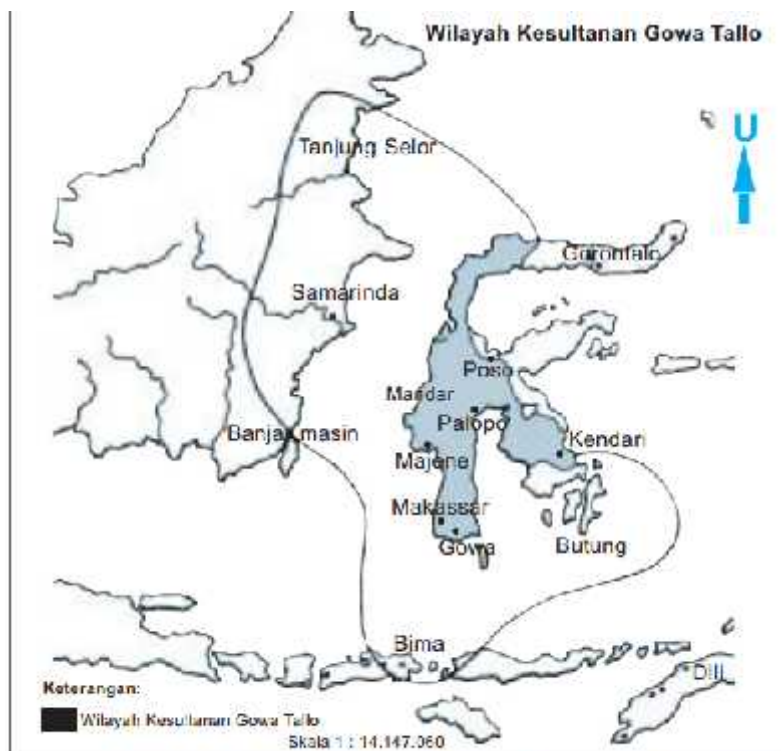 Wilayah Kesultanan Gowa Tallo
U
Tanjung Selor
Gorontalo
Samarinda
Poso
Mandar
Palopo
Banjarmasin
Kendari
Majene
Makassar
Gowa
Butung
Bima
Dili
Keterangan:
Wilayah Kesultanan Gowa Tallo
Skala 1 : 14.147.060